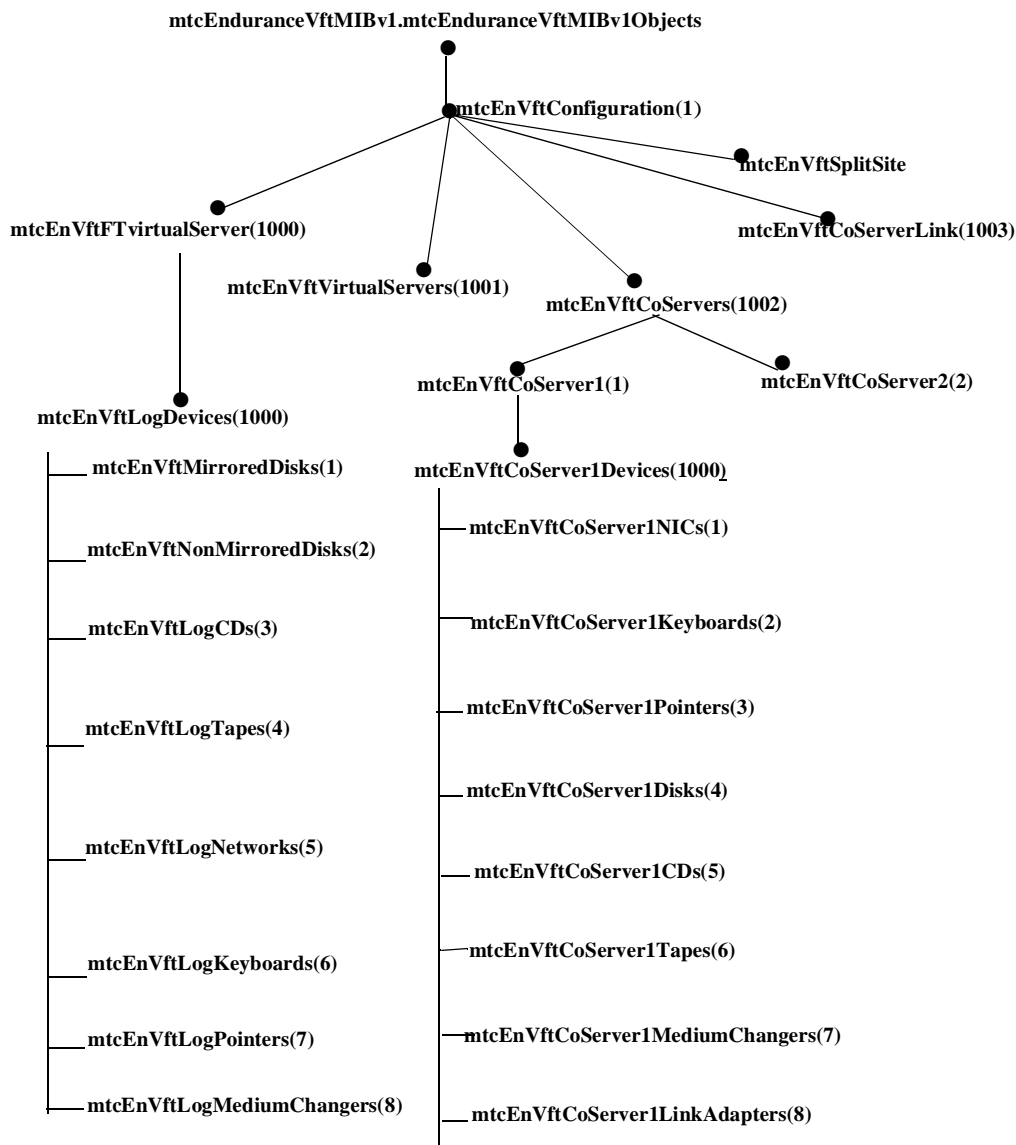 mtcEnduranceVftMIBv1.mtcEnduranceVftMIBv1Objects
mtcEnVftConfiguration(1)
mtcEnVftSplitSite
mtcEnVftFTvirtualServer(1000)
mtcEnVftCoServerLink(1003)
mtcEnVftVirtualServers(1001)
mtcEnVftCoServers(1002)
mtcEnVftCoServer1(1)
mtcEnVftCoServer2(2)
mtcEnVftLogDevices(1000)
mtcEnVftMirroredDisks(1)
mtcEnVftNonMirroredDisks(2)
mtcEnVftLogCDs(3)
mtcEnVftLogTapes(4)
mtcEnVftLogNetworks(5)
mtcEnVftLogKeyboards(6)
mtcEnVftLogPointers(7)
mtcEnVftLogMediumChangers(8)
mtcEnVftCoServer1Devices(1000)
mtcEnVftCoServer1NICs(1)
mtcEnVftCoServer1Keyboards(2)
mtcEnVftCoServer1Pointers(3)
mtcEnVftCoServer1Disks(4)
mtcEnVftCoServer1CDs(5)
mtcEnVftCoServer1Tapes(6)
mtcEnVftCoServer1MediumChangers(7)
mtcEnVftCoServer1LinkAdapters(8)